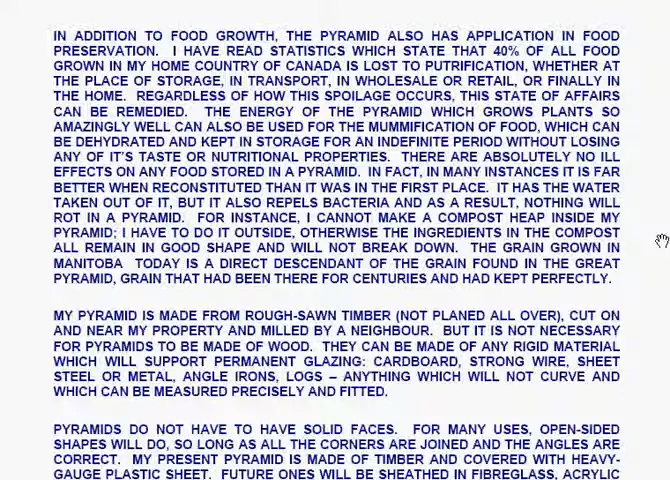 IN ADDITION TO FOOD GROWTH, THE PYRAMID ALSO HAS APPLICATION IN FOOD
PRESERVATION. I HAVE READ STATISTICS WHICH STATE THAT 40% OF ALL FOOD
GROWN IN MY HOME COUNTRY OF CANADA IS LOST TO PUTRIFICATION, WHETHER AT
THE PLACE OF STORAGE, IN TRANSPORT, IN WHOLESALE OR RETAIL, OR FINALLY IN
THE HOME. REGARDLESS OF HOW THIS SPOILAGE OCCURS, THIS STATE OF AFFAIRS
CAN BE REMEDIED. THE ENERGY OF THE PYRAMID WHICH GROWS PLANTS SO
AMAZINGLY WELL CAN ALSO BE USED FOR THE MUMMIFICATION OF FOOD, WHICH CAN
BE DEHYDRATED AND KEPT IN STORAGE FOR AN INDEFINITE PERIOD WITHOUT LOSING
ANY OF IT'S TASTE OR NUTRITIONAL PROPERTIES. THERE ARE ABSOLUTELY NO ILL
EFFECTS ON ANY FOOD STORED IN A PYRAMID. IN FACT, IN MANY INSTANCES IT IS FAR
BETTER WHEN RECONSTITUTED THAN IT WAS IN THE FIRST PLACE. IT HAS THE WATER
TAKEN OUT OF IT, BUT IT ALSO REPELS BACTERIA AND AS A RESULT, NOTHING WILL
ROT IN A PYRAMID. FOR INSTANCE, I CANNOT MAKE A COMPOST HEAP INSIDE MY
PYRAMID; I HAVE TO DO IT OUTSIDE, OTHERWISE THE INGREDIENTS IN THE COMPOST
ALL REMAIN IN GOOD SHAPE AND WILL NOT BREAK DOWN. THE GRAIN GROWN IN
MANITOBA TODAY IS A DIRECT DESCENDANT OF THE GRAIN FOUND IN THE GREAT
PYRAMID, GRAIN THAT HAD BEEN THERE FOR CENTURIES AND HAD KEPT PERFECTLY.
MY PYRAMID IS MADE FROM ROUGH-SAWN TIMBER (NOT PLANED ALL OVER), CUT ON
AND NEAR MY PROPERTY AND MILLED BY A NEIGHBOUR. BUT IT IS NOT NECESSARY
FOR PYRAMIDS TO BE MADE OF WOOD. THEY CAN BE MADE OF ANY RIGID MATERIAL
WHICH WILL SUPPORT PERMANENT GLAZING: CARDBOARD, STRONG WIRE, SHEET
STEEL OR METAL, ANGLE IRONS, LOGS – ANYTHING WHICH WILL NOT CURVE AND
WHICH CAN BE MEASURED PRECISELY AND FITTED.
PYRAMIDS DO NOT HAVE TO HAVE SOLID FACES. FOR MANY USES, OPEN-SIDED
SHAPES WILL DO, SO LONG AS ALL THE CORNERS ARE JOINED AND THE ANGLES ARE
CORRECT. MY PRESENT PYRAMID IS MADE OF TIMBER AND COVERED WITH HEAVY-
GAUGE PLASTIC SHEET. FUTURE ONES WILL BE SHEATHED IN FIBREGLASS, ACRYLIC